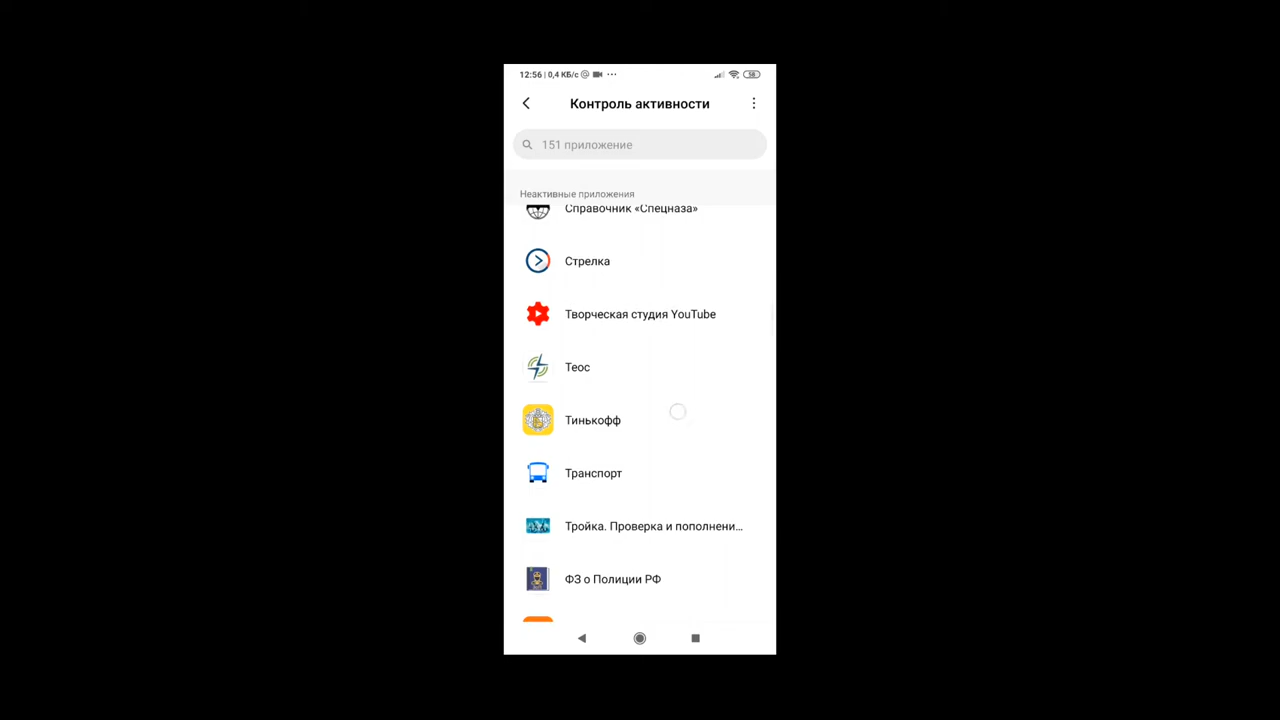 12:56 | 0,4 КБ/с @ ··· 58
Контроль активности
151 приложение
Неактивные приложения
Справочник «Спецназа»
Стрелка
Творческая студия YouTube
Теос
Тинькофф
Транспорт
Тройка. Проверка и пополнени...
ФЗ о Полиции РФ